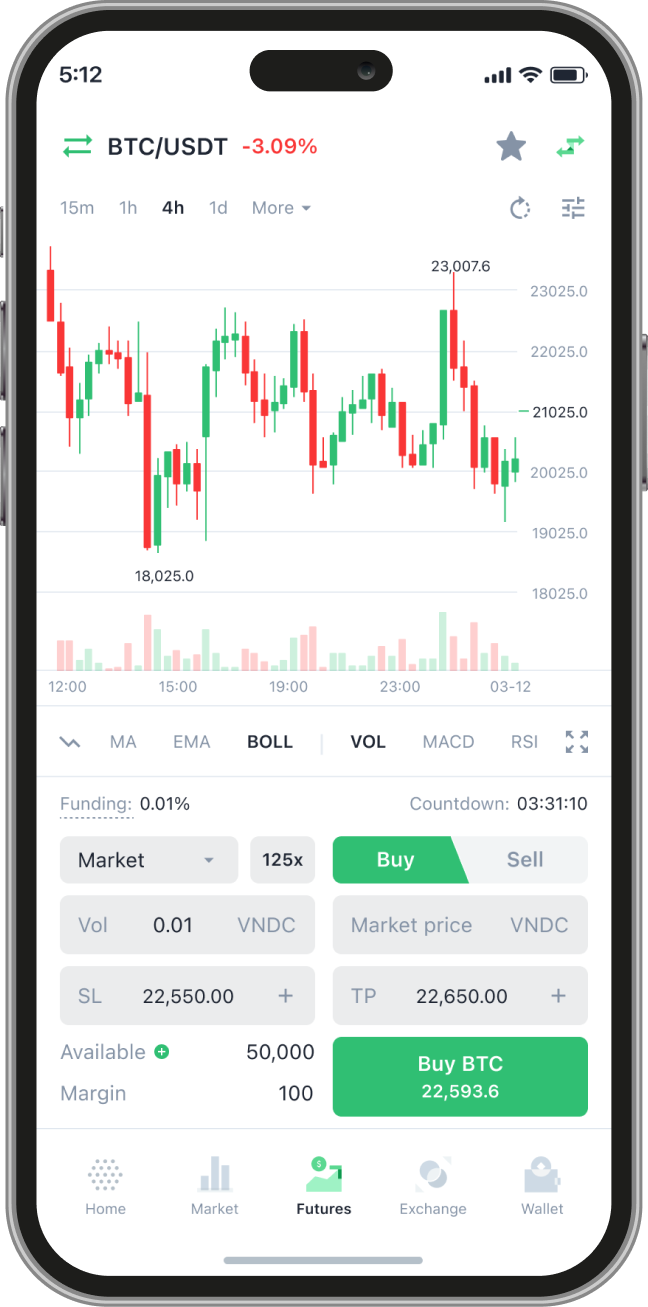 5:12
BTC/USDT -3.09%
15m 1h 4h 1d More
23,007.6
23025.0
22025.0
21025.0
20025.0
19025.0
18,025.0
18025.0
12:00 15:00 19:00 23:00 03-12
MA EMA BOLL | VOL MACD RSI
Funding: 0.01% Countdown: 03:31:10
Market 125x Buy Sell
Vol 0.01 VNDC Market price VNDC
SL 22,550.00 + TP 22,650.00 +
Available 50,000
Buy BTC
22,593.6
Margin 100
Home Market Futures Exchange Wallet